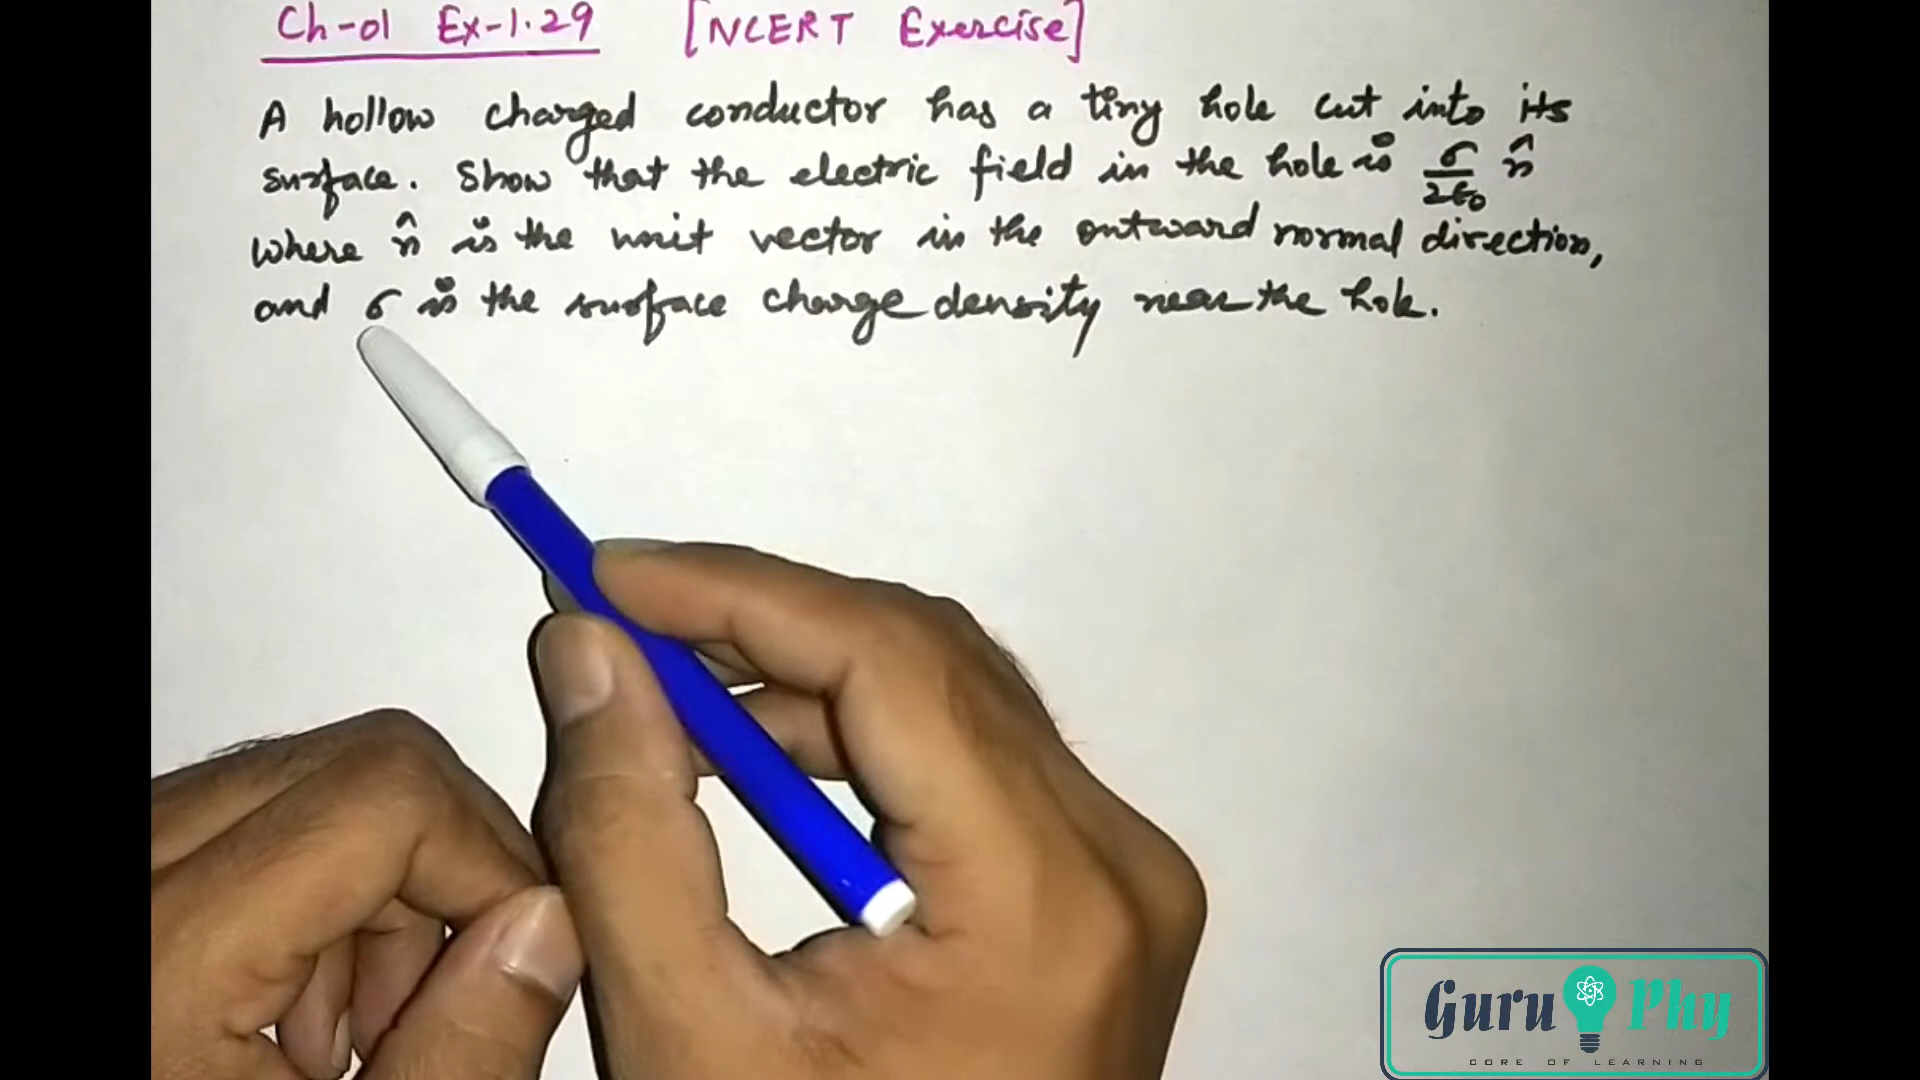 Ch-01 Ex-1.29 [NCERT Exercise]
A hollow charged conductor has a tiny hole cut into its
surface. Show that the electric field in the hole is σ/2ε₀ n̂
where n̂ is the unit vector in the outward normal direction,
and σ is the surface charge density near the hole.
Guru Phy
CORE OF LEARNING